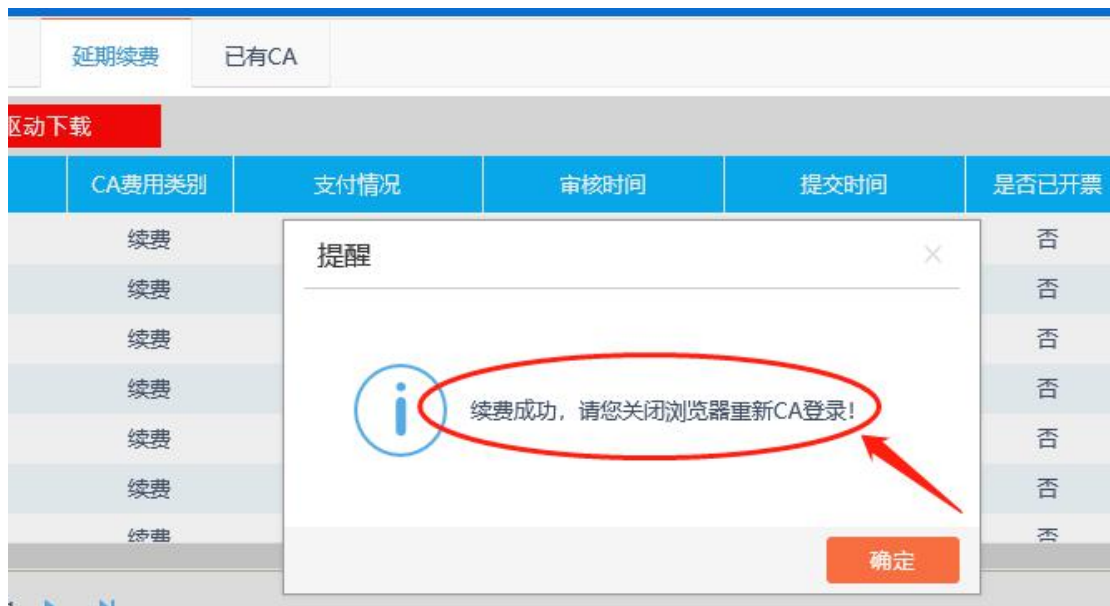 延期续费 已有CA
驱动下载
CA费用类别 支付情况 审核时间 提交时间 是否已开票
续费 否
提醒
续费 否
续费 否
续费 否
续费成功，请您关闭浏览器重新CA登录！
续费 否
续费 否
续费 否
确定